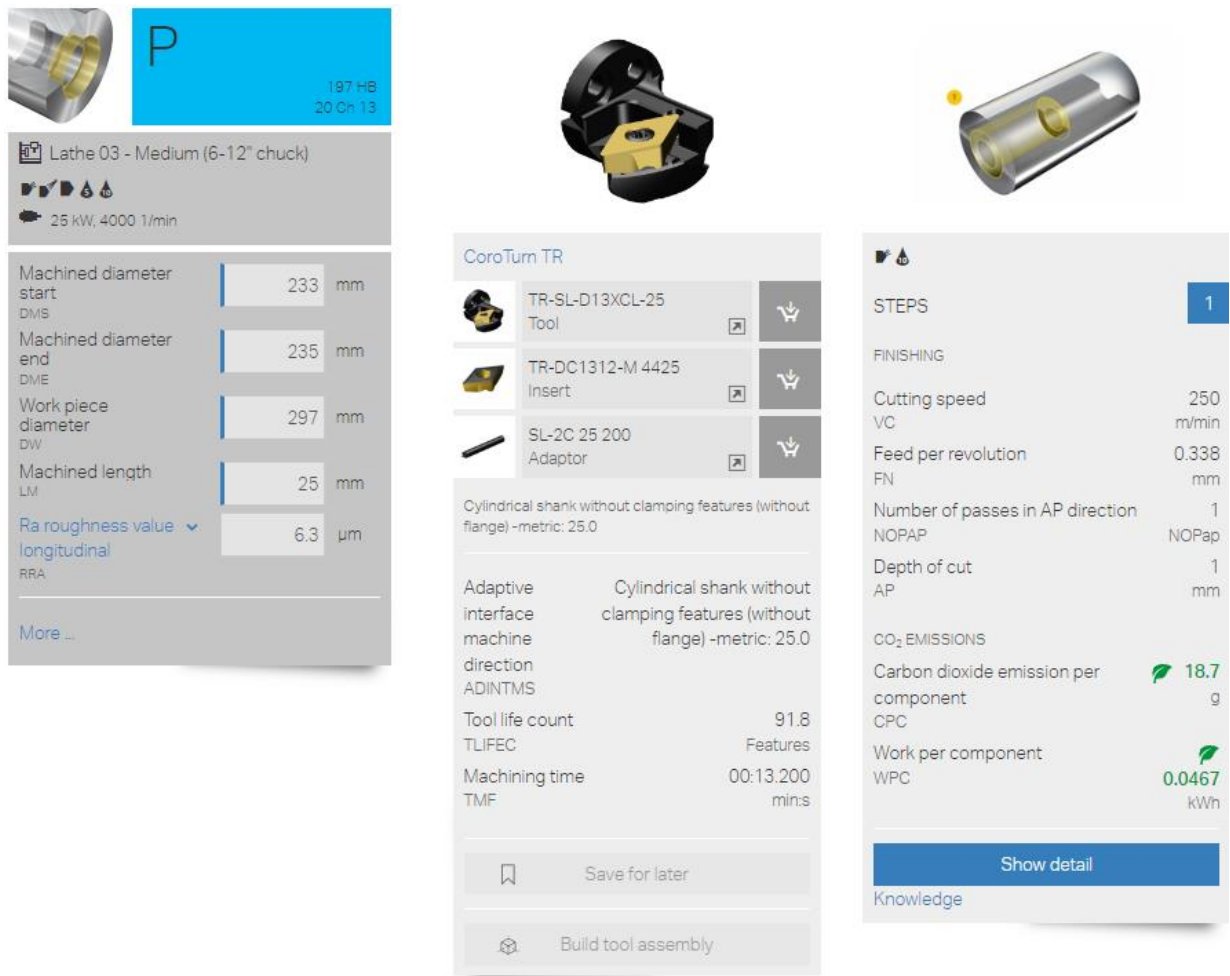 P
197 HB
20 Ch 13
Lathe 03 - Medium (6-12" chuck)
5 10
25 kW, 4000 1/min
Machined diameter
start
DMS
233 mm
Machined diameter
end
DME
235 mm
Work piece
diameter
DW
297 mm
Machined length
LM
25 mm
Ra roughness value
longitudinal
RRA
6.3 µm
More ...
CoroTurn TR
TR-SL-D13XCL-25
Tool
TR-DC1312-M 4425
Insert
SL-2C 25 200
Adaptor
Cylindrical shank without clamping features (without
flange) -metric: 25.0
Adaptive
interface
machine
direction
ADINTMS
Cylindrical shank without
clamping features (without
flange) -metric: 25.0
Tool life count
TLIFEC
91.8
Features
Machining time
TMF
00:13.200
min:s
Save for later
Build tool assembly
1
10
STEPS
1
FINISHING
Cutting speed
VC
250
m/min
Feed per revolution
FN
0.338
mm
Number of passes in AP direction
NOPAP
1
NOPap
Depth of cut
AP
1
mm
CO₂ EMISSIONS
Carbon dioxide emission per
component
CPC
18.7
g
Work per component
WPC
0.0467
kWh
Show detail
Knowledge